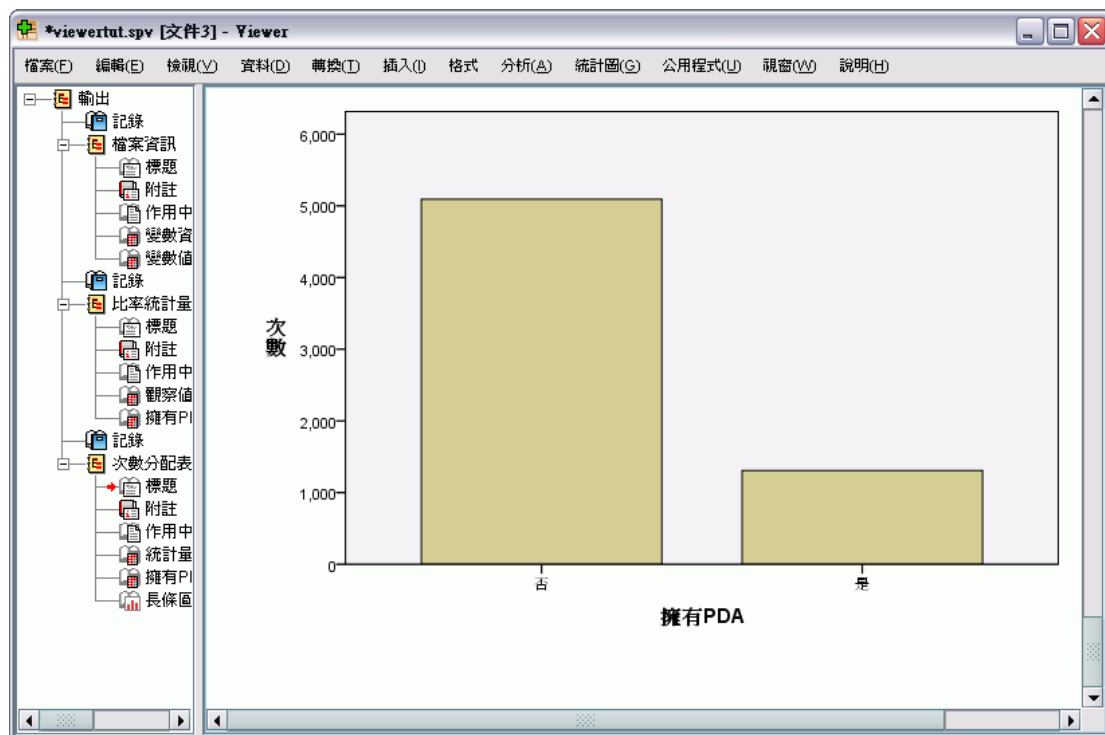 *viewertut.spv [文件3] - Viewer
檔案(F) 編輯(E) 檢視(V) 資料(D) 轉換(T) 插入(I) 格式 分析(A) 統計圖(G) 公用程式(U) 視窗(W) 說明(H)
輸出
記錄
檔案資訊
標題
附註
作用中
變數資
變數值
記錄
比率統計量
標題
附註
作用中
觀察值
擁有PI
記錄
次數分配表
標題
附註
作用中
統計量
擁有PI
長條圖
6,000
5,000
4,000
3,000
2,000
1,000
0
次數
否 是
擁有PDA